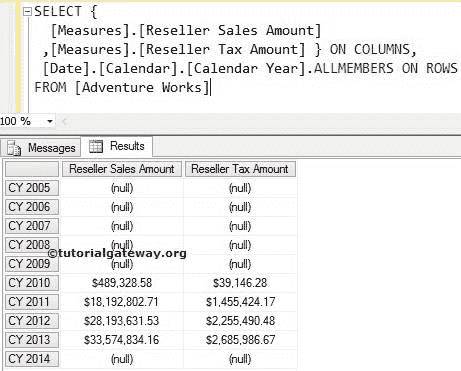 SELECT {
[Measures].[Reseller Sales Amount]
,[Measures].[Reseller Tax Amount] } ON COLUMNS,
[Date].[Calendar].[Calendar Year].ALLMEMBERS ON ROWS
FROM [Adventure Works]
100 %
Messages Results
Reseller Sales Amount Reseller Tax Amount
CY 2005 (null) (null)
CY 2006 (null) (null)
CY 2007 (null) (null)
CY 2008 (null) (null)
©tutorialgateway.org
CY 2009 (null) (null)
CY 2010 $489,328.58 $39,146.28
CY 2011 $18,192,802.71 $1,455,424.17
CY 2012 $28,193,631.53 $2,255,490.48
CY 2013 $33,574,834.16 $2,685,986.67
CY 2014 (null) (null)